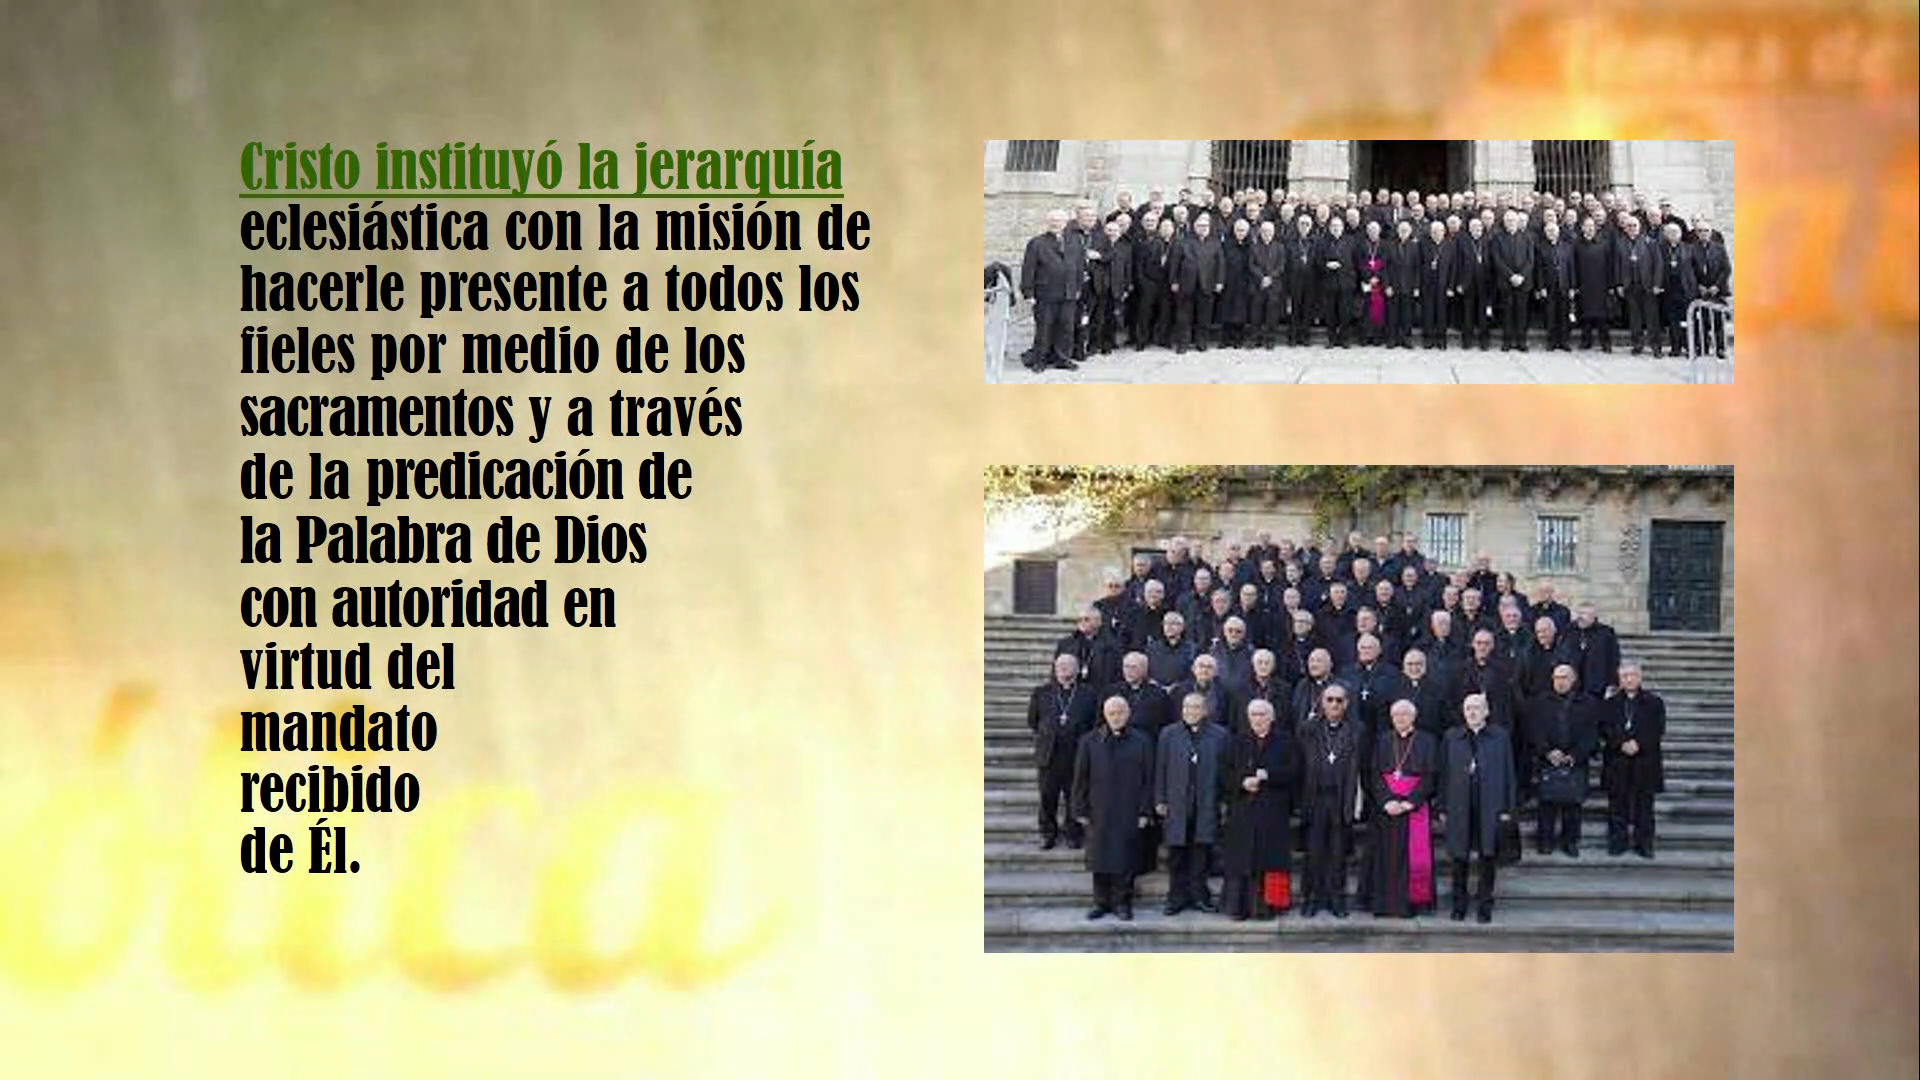 Cristo instituyó la jerarquía
eclesiástica con la misión de
hacerle presente a todos los
fieles por medio de los
sacramentos y a través
de la predicación de
la Palabra de Dios
con autoridad en
virtud del
mandato
recibido
de Él.